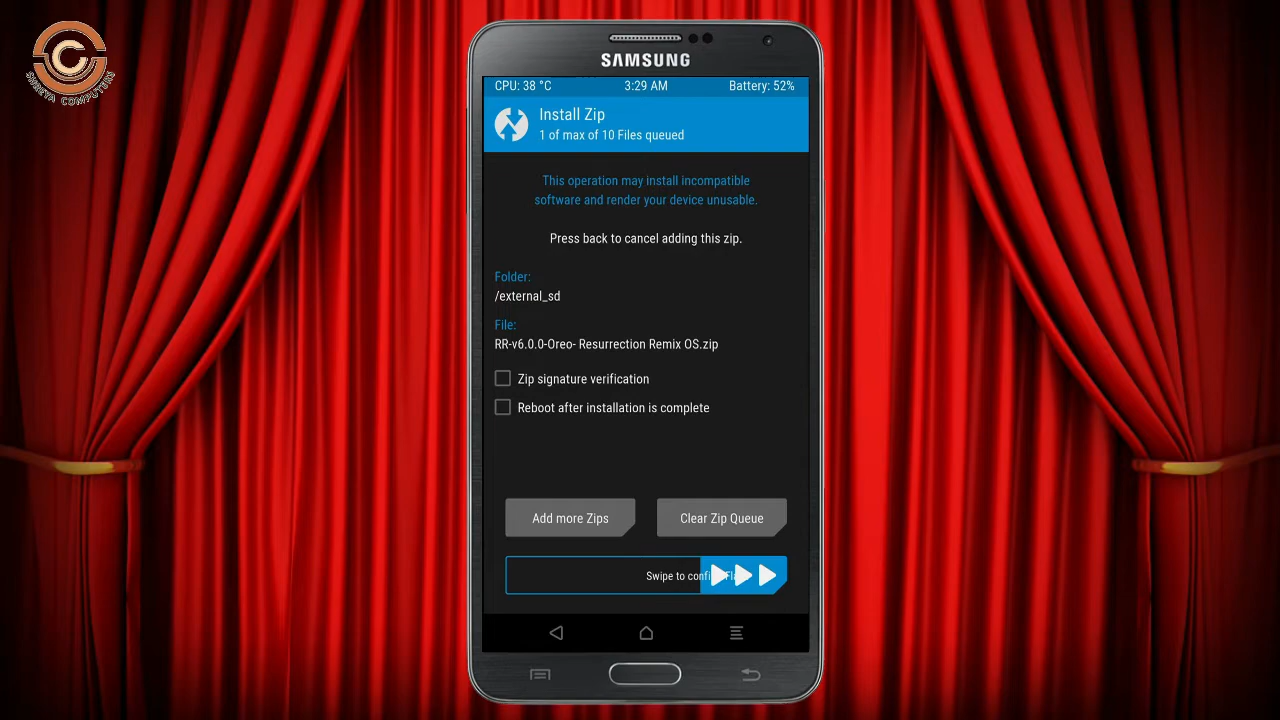 SHREYA COMPUTERS
SAMSUNG
CPU: 38 °C 3:29 AM Battery: 52%
Install Zip
1 of max of 10 Files queued
This operation may install incompatible
software and render your device unusable.
Press back to cancel adding this zip.
Folder:
/external_sd
File:
RR-v6.0.0-Oreo- Resurrection Remix OS.zip
Zip signature verification
Reboot after installation is complete
Add more Zips Clear Zip Queue
Swipe to confi